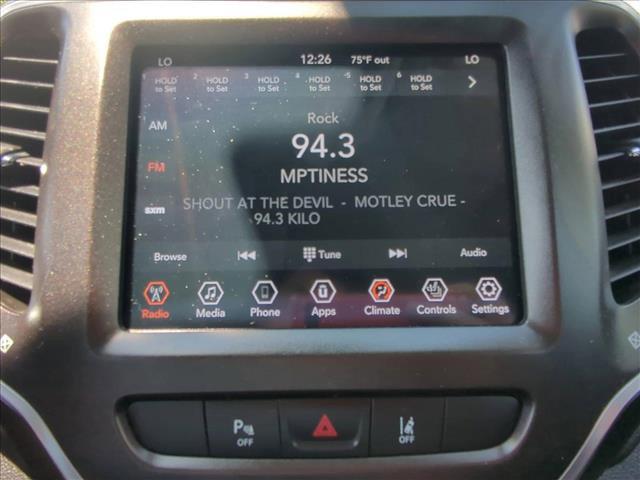 LO 12:26 75°F out LO
1 HOLD to Set 2 HOLD to Set 3 HOLD to Set 4 HOLD to Set 5 HOLD to Set 6 HOLD to Set
Rock
AM
94.3
FM
MPTINESS
sxm
SHOUT AT THE DEVIL - MOTLEY CRUE -
94.3 KILO
Browse Tune Audio
Radio Media Phone Apps Climate Controls Settings
P OFF OFF